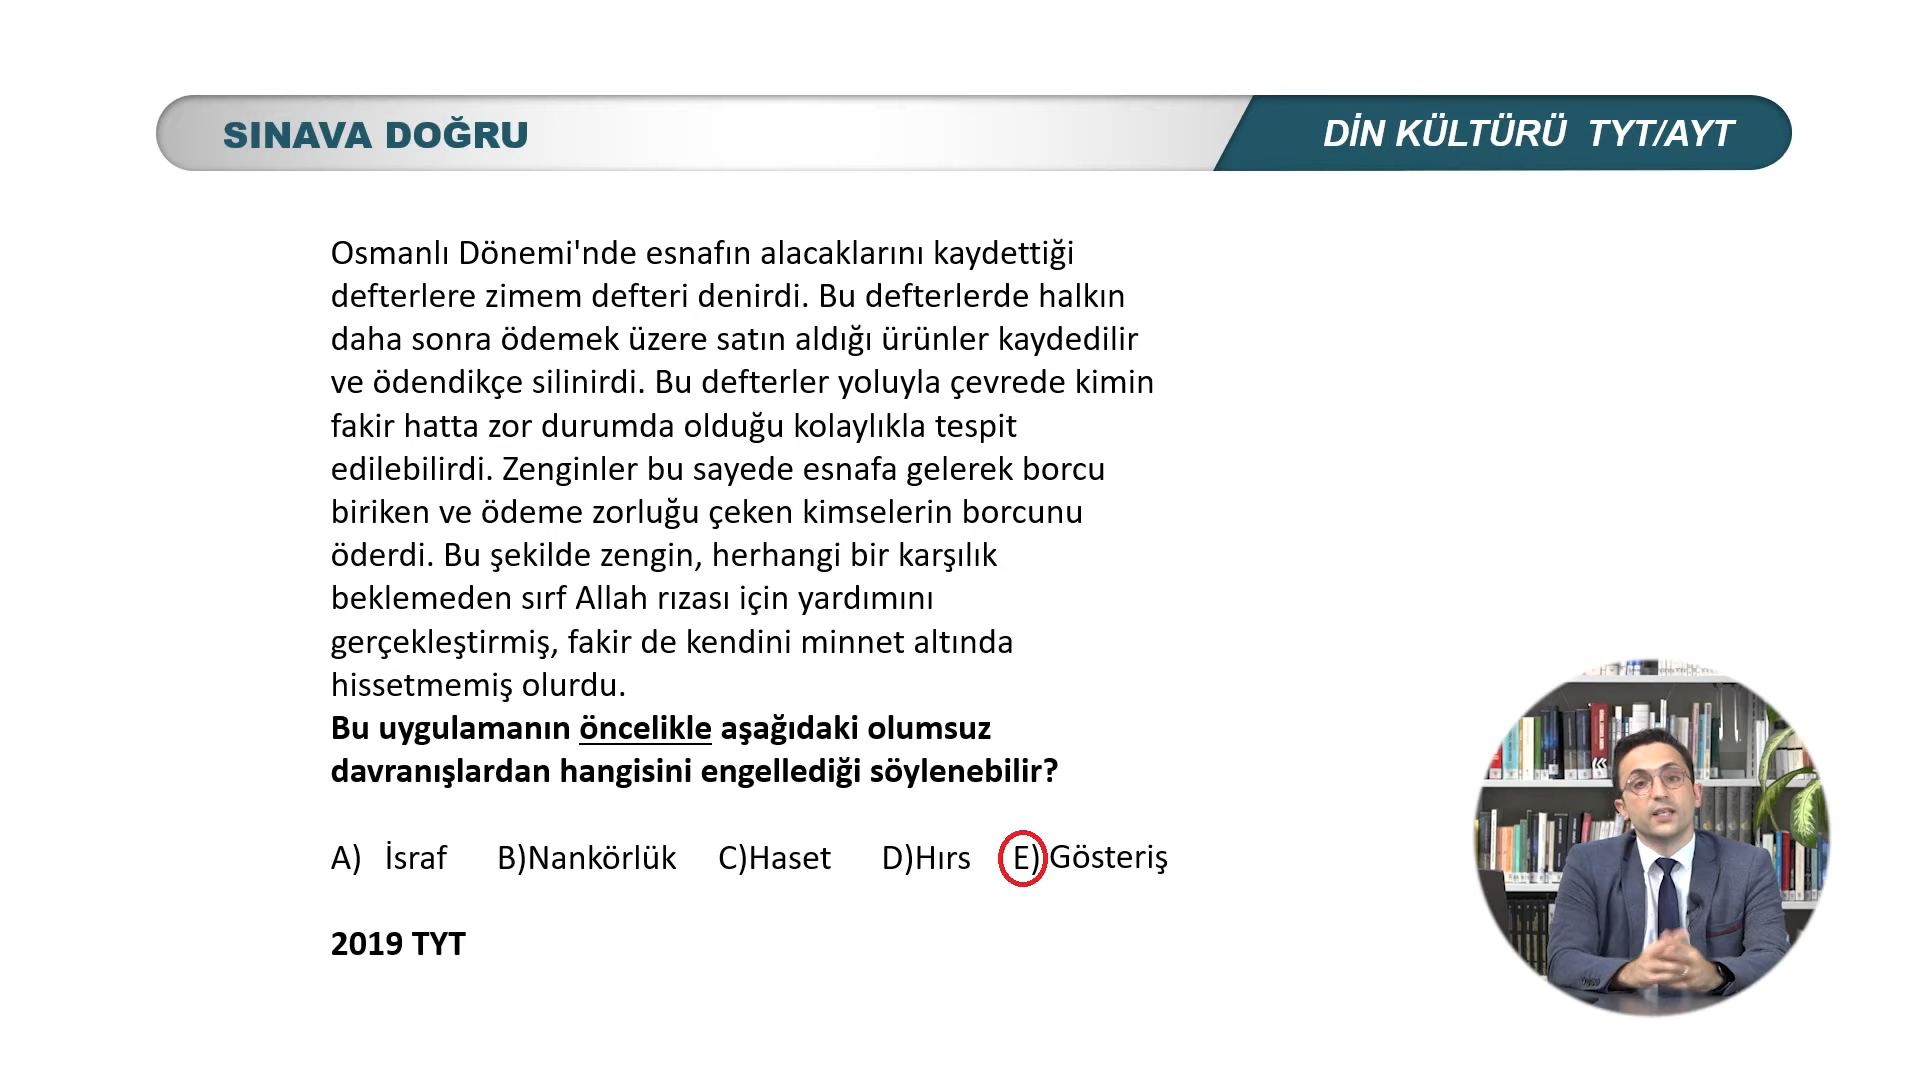 SINAVA DOĞRU
DİN KÜLTÜRÜ TYT/AYT
Osmanlı Dönemi'nde esnafın alacaklarını kaydettiği
defterlere zimem defteri denirdi. Bu defterlerde halkın
daha sonra ödemek üzere satın aldığı ürünler kaydedilir
ve ödendikçe silinirdi. Bu defterler yoluyla çevrede kimin
fakir hatta zor durumda olduğu kolaylıkla tespit
edilebilirdi. Zenginler bu sayede esnafa gelerek borcu
biriken ve ödeme zorluğu çeken kimselerin borcunu
öderdi. Bu şekilde zengin, herhangi bir karşılık
beklemeden sırf Allah rızası için yardımını
gerçekleştirmiş, fakir de kendini minnet altında
hissetmemiş olurdu.
Bu uygulamanın öncelikle aşağıdaki olumsuz
davranışlardan hangisini engellediği söylenebilir?
A) İsraf B)Nankörlük C)Haset D)Hırs E)Gösteriş
2019 TYT